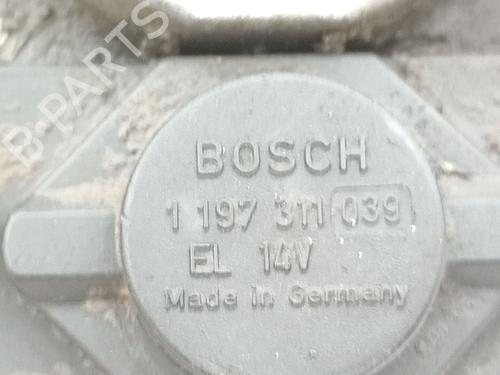 B-PARTS
BOSCH
1 197 311 039
EL 14V
Made in Germany